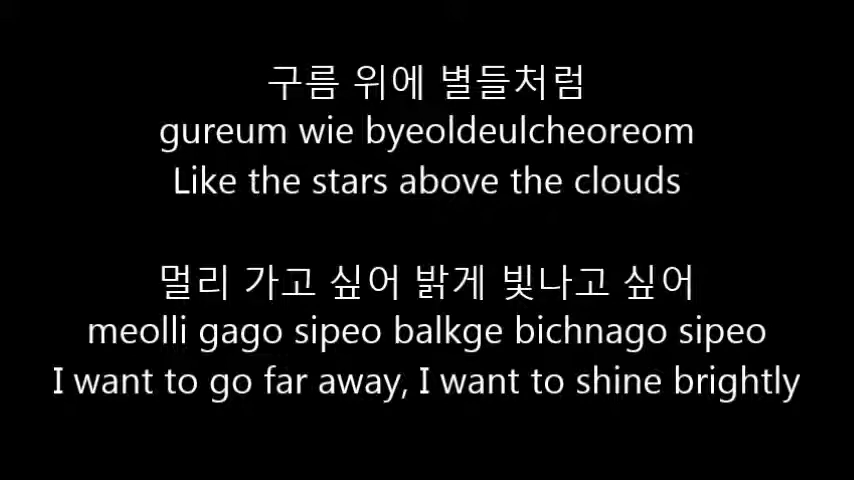 구름 위에 별들처럼
gureum wie byeoldeulcheoreom
Like the stars above the clouds
멀리 가고 싶어 밝게 빛나고 싶어
meolli gago sipeo balkge bichnago sipeo
I want to go far away, I want to shine brightly